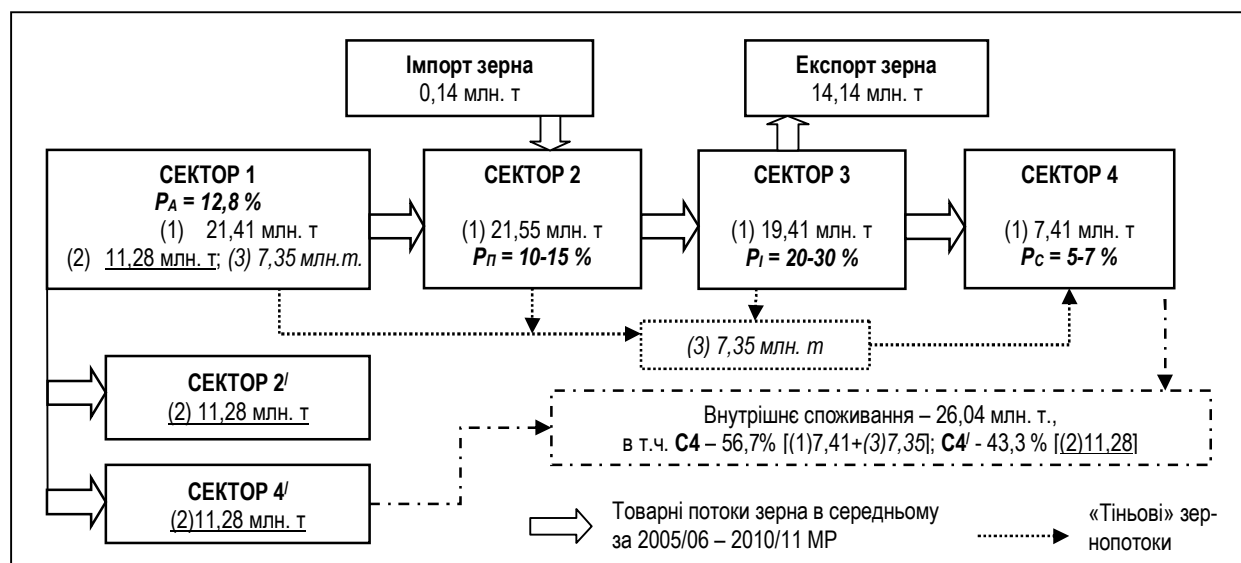 Імпорт зерна
0,14 млн. т
Експорт зерна
14,14 млн. т
СЕКТОР 1
PА = 12,8 %
(1) 21,41 млн. т
(2) 11,28 млн. т; (3) 7,35 млн.т.
СЕКТОР 2
(1) 21,55 млн. т
PП = 10-15 %
СЕКТОР 3
(1) 19,41 млн. т
PІ = 20-30 %
СЕКТОР 4
(1) 7,41 млн. т
PС = 5-7 %
(3) 7,35 млн. т
СЕКТОР 2/
(2) 11,28 млн. т
Внутрішнє споживання – 26,04 млн. т.,
в т.ч. С4 – 56,7% [(1)7,41+(3)7,35]; С4/ - 43,3 % [(2)11,28]
СЕКТОР 4/
(2)11,28 млн. т
Товарні потоки зерна в середньому
за 2005/06 – 2010/11 МР
«Тіньові» зер-
нопотоки